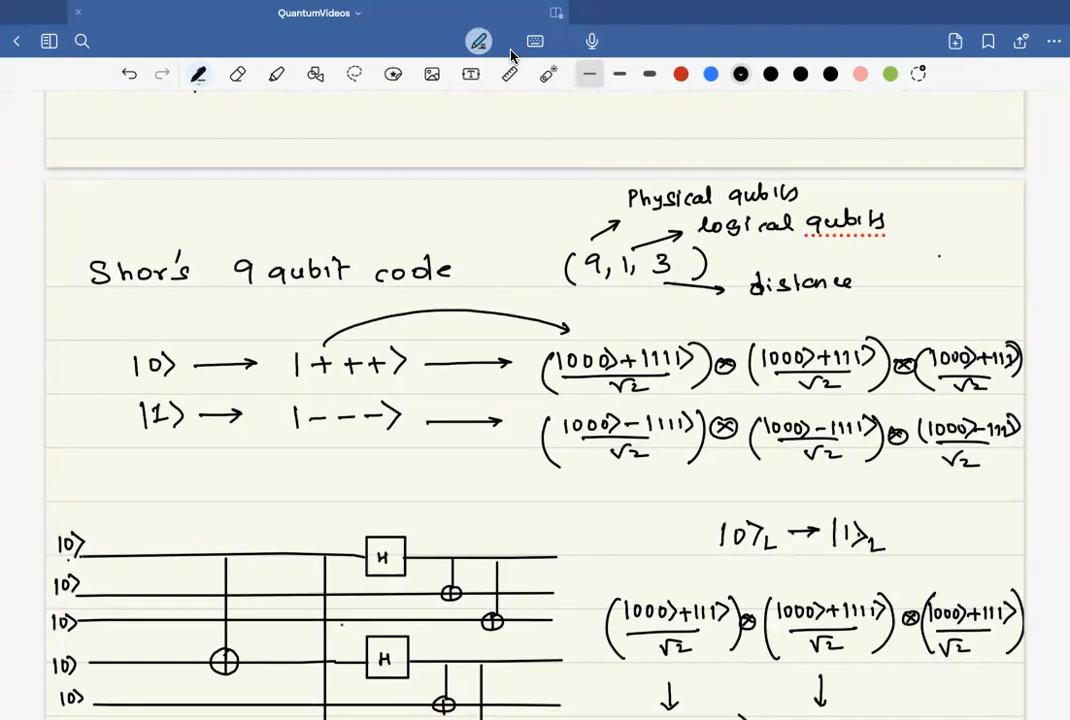 QuantumVideos
Physical qubits
logical qubits
Shor's 9 qubit code (9, 1, 3)
distance
|0⟩ → |+ + +⟩ → (|000⟩+|111⟩/√2) ⊗ (|000⟩+|111⟩/√2) ⊗ (|000⟩+|111⟩/√2)
|1⟩ → |- - -⟩ → (|000⟩-|111⟩/√2) ⊗ (|000⟩-|111⟩/√2) ⊗ (|000⟩-|111⟩/√2)
|0⟩_L → |1⟩_L
|0⟩ H
|0⟩
|0⟩
(|000⟩+|111⟩/√2) ⊗ (|000⟩+|111⟩/√2) ⊗ (|000⟩+|111⟩/√2)
|0⟩ H
|0⟩